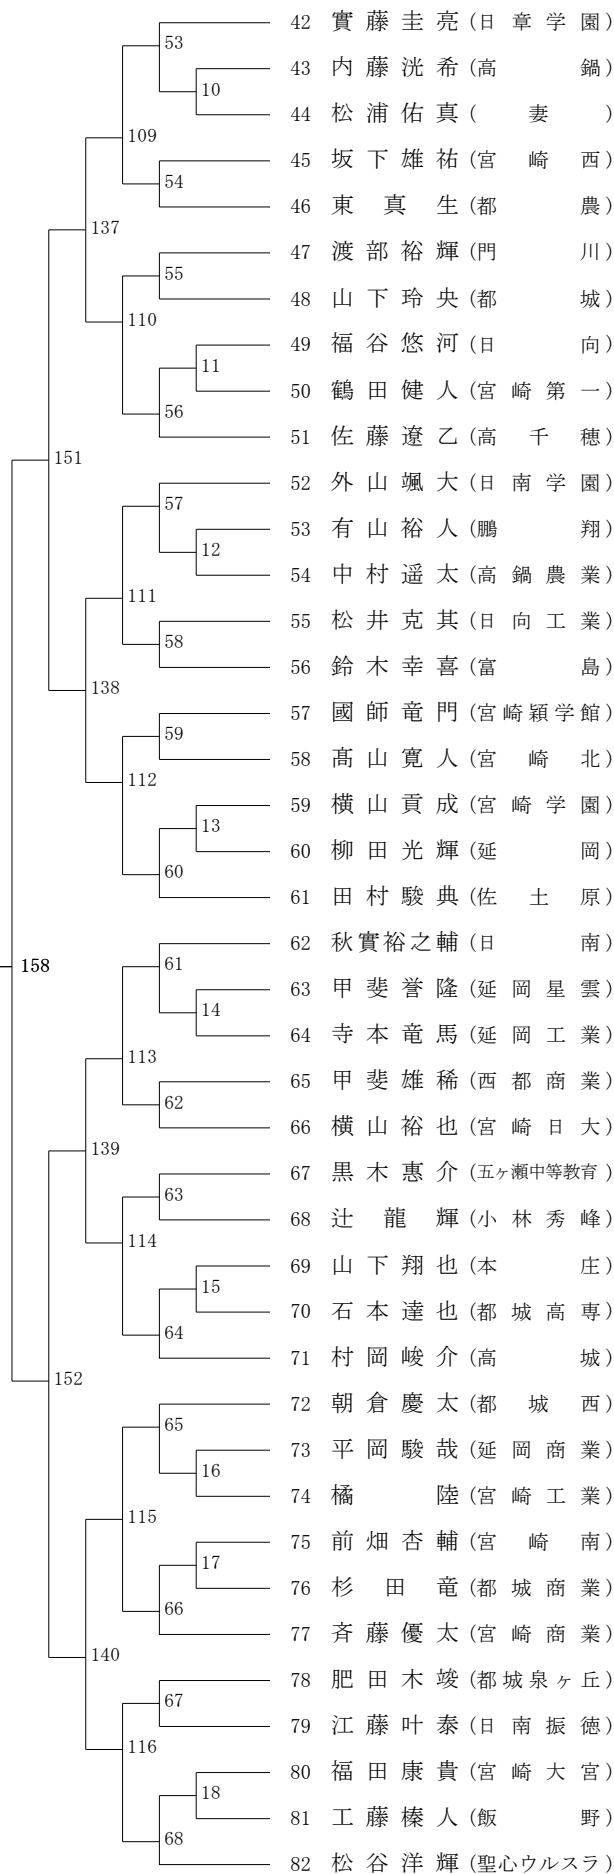 42 實藤圭亮 (日章学園)
53
43 内藤洸希 (高鍋)
10
44 松浦佑真 (妻)
109
45 坂下雄祐 (宮崎西)
54
46 東真生 (都農)
137
47 渡部裕輝 (門川)
55
48 山下玲央 (都城)
110
49 福谷悠河 (日向)
11
50 鶴田健人 (宮崎第一)
56
51 佐藤遼乙 (高千穂)
151
52 外山颯大 (日南学園)
57
53 有山裕人 (鵬翔)
12
54 中村遥太 (高鍋農業)
111
55 松井克其 (日向工業)
58
56 鈴木幸喜 (富島)
138
57 國師竜門 (宮崎穎学館)
59
58 髙山寛人 (宮崎北)
112
59 横山貢成 (宮崎学園)
13
60 柳田光輝 (延岡)
60
61 田村駿典 (佐土原)
62 秋實裕之輔 (日南)
158
61
63 甲斐誉隆 (延岡星雲)
14
64 寺本竜馬 (延岡工業)
113
65 甲斐雄稀 (西都商業)
62
66 横山裕也 (宮崎日大)
139
67 黒木惠介 (五ヶ瀬中等教育)
63
68 辻龍輝 (小林秀峰)
114
69 山下翔也 (本庄)
15
70 石本達也 (都城高専)
64
71 村岡峻介 (高城)
152
72 朝倉慶太 (都城西)
65
73 平岡駿哉 (延岡商業)
16
74 橘陸 (宮崎工業)
115
75 前畑杏輔 (宮崎南)
17
76 杉田竜 (都城商業)
66
77 斉藤優太 (宮崎商業)
140
78 肥田木竣 (都城泉ヶ丘)
67
79 江藤叶泰 (日南振徳)
116
80 福田康貴 (宮崎大宮)
18
81 工藤榛人 (飯野)
68
82 松谷洋輝 (聖心ウルスラ)